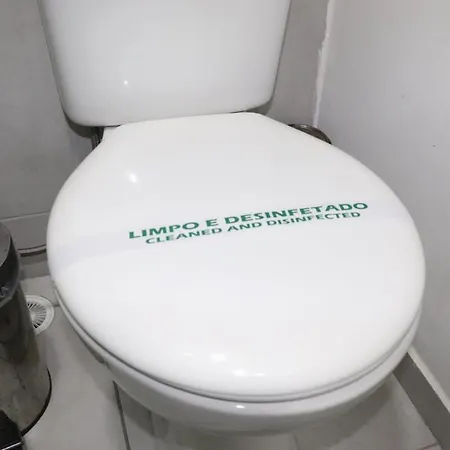 LIMPO E DESINFETADO
CLEANED AND DISINFECTED